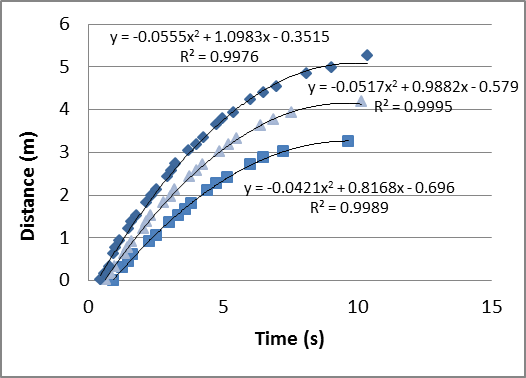 y = -0.0555x² + 1.0983x - 0.3515
R² = 0.9976
y = -0.0517x² + 0.9882x - 0.579
R² = 0.9995
y = -0.0421x² + 0.8168x - 0.696
R² = 0.9989
Distance (m)
6
5
4
3
2
1
0
0 5 10 15
Time (s)